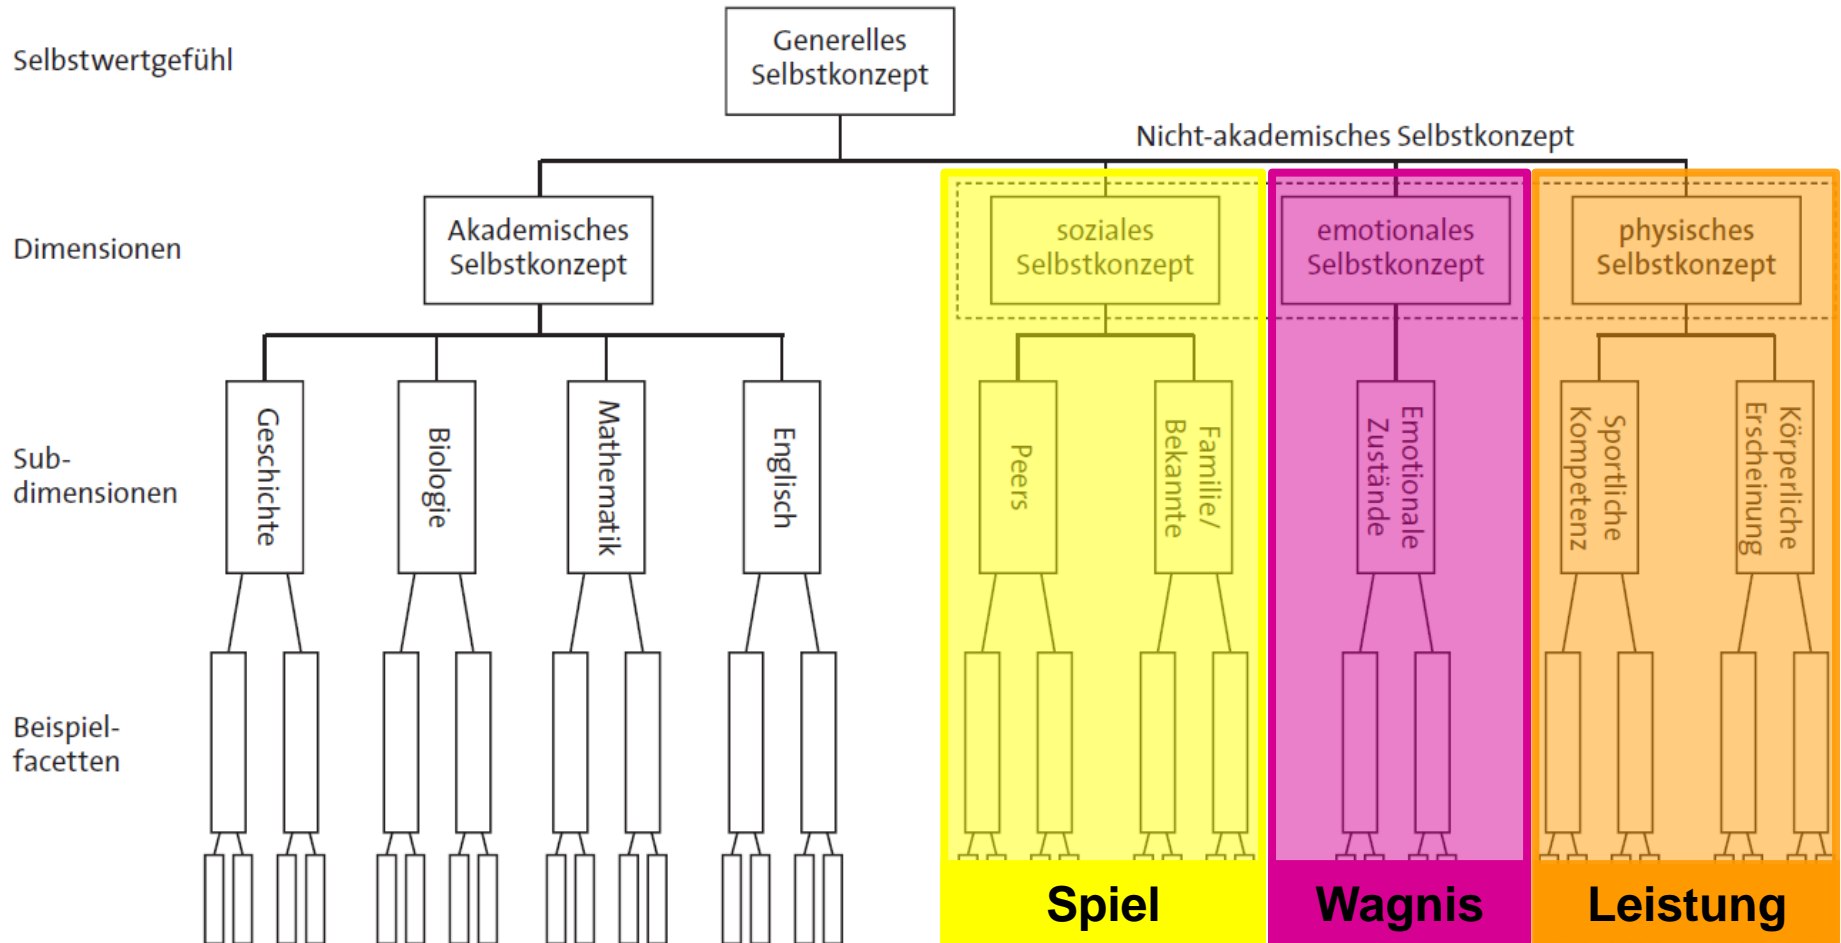 Selbstwertgefühl
Generelles
Selbstkonzept
Nicht-akademisches Selbstkonzept
Dimensionen
Akademisches
Selbstkonzept
soziales
Selbstkonzept
emotionales
Selbstkonzept
physisches
Selbstkonzept
Sub-
dimensionen
Geschichte
Biologie
Mathematik
Englisch
Peers
Familie/
Bekannte
Emotionale
Zustände
Sportliche
Kompetenz
Körperliche
Erscheinung
Beispiel-
facetten
Spiel
Wagnis
Leistung